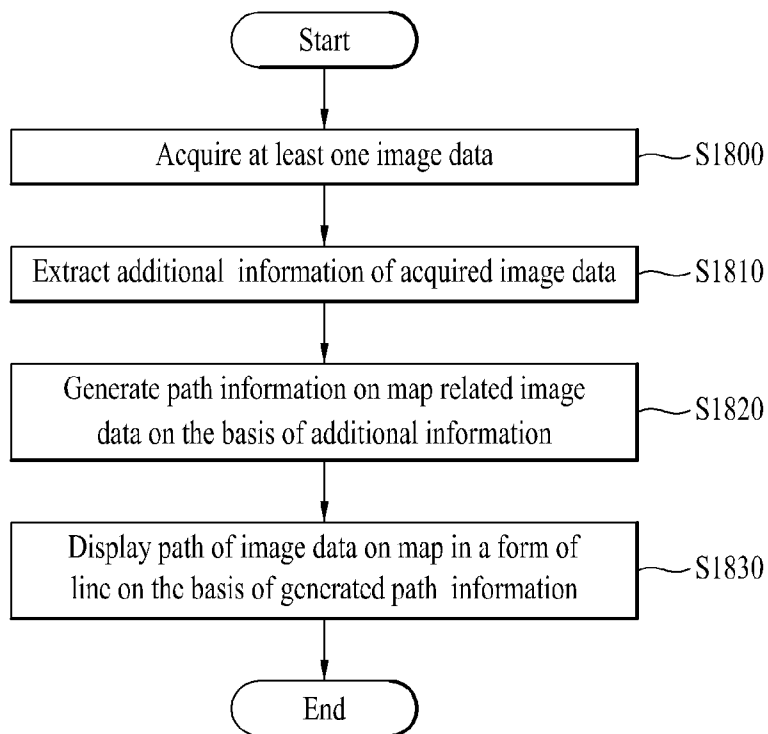 Start
Acquire at least one image data
S1800
Extract additional information of acquired image data
S1810
Generate path information on map related image
data on the basis of additional information
S1820
Display path of image data on map in a form of
line on the basis of generated path information
S1830
End